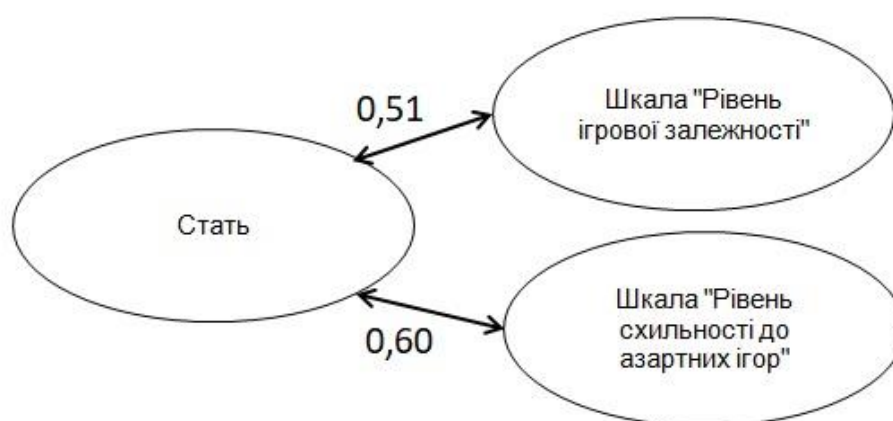 0,51
Шкала "Рівень
ігрової залежності"
Стать
0,60
Шкала "Рівень
схильності до
азартних ігор"